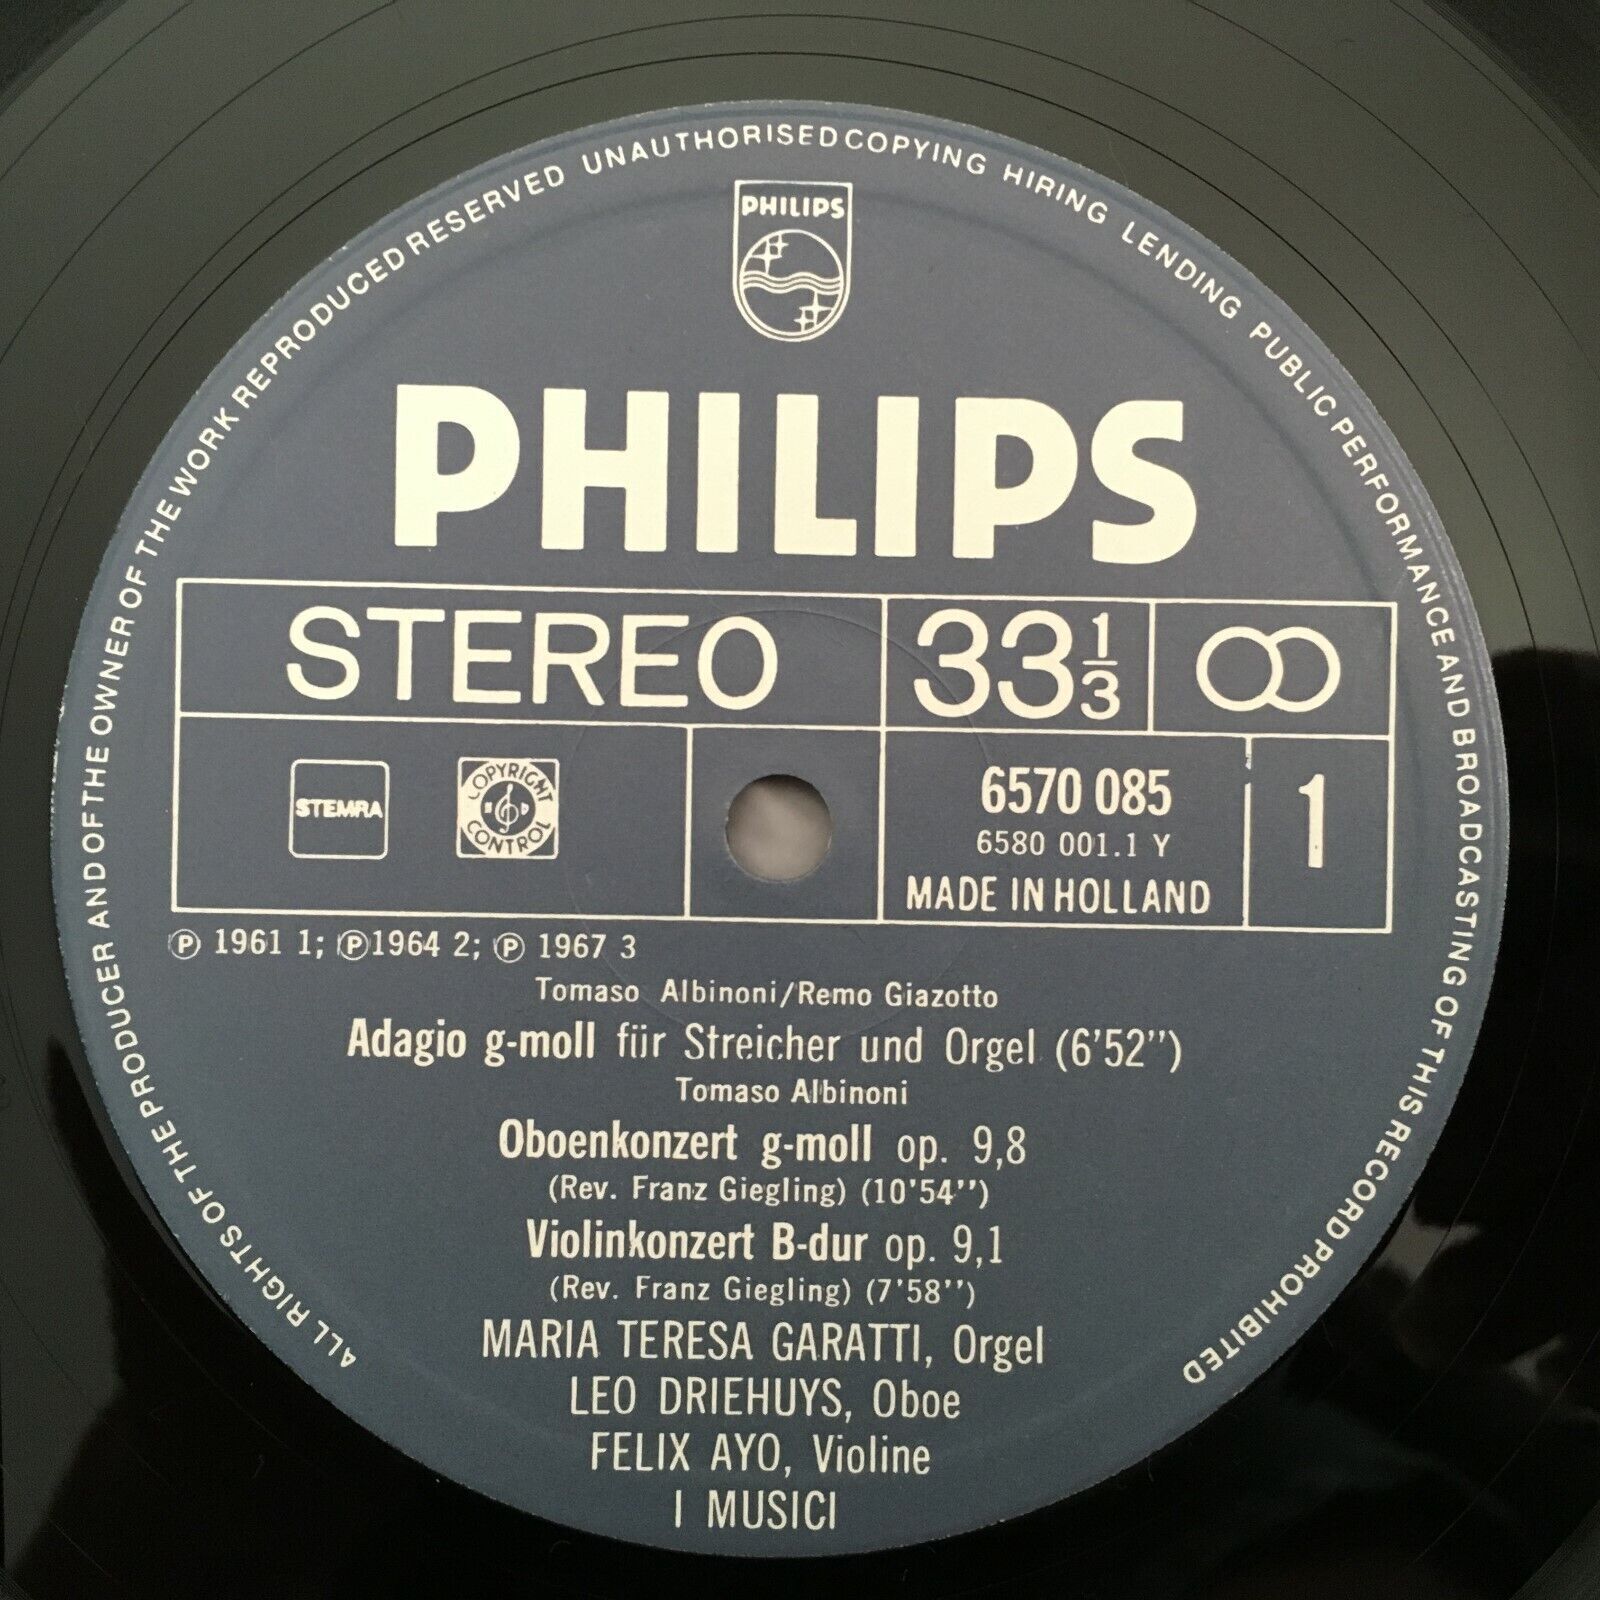 ALL RIGHTS OF THE PRODUCER AND OF THE OWNER OF THE WORK REPRODUCED RESERVED UNAUTHORISED COPYING HIRING LENDING PUBLIC PERFORMANCE AND BROADCASTING OF THIS RECORD PROHIBITED
PHILIPS
PHILIPS
STEREO 33 1/3
STEMRA COPYRIGHT CONTROL
6570 085 1
6580 001.1 Y
MADE IN HOLLAND
℗ 1961 1; ℗1964 2; ℗ 1967 3
Tomaso Albinoni/Remo Giazotto
Adagio g-moll für Streicher und Orgel (6'52'')
Tomaso Albinoni
Oboenkonzert g-moll op. 9,8
(Rev. Franz Giegling) (10'54'')
Violinkonzert B-dur op. 9,1
(Rev. Franz Giegling) (7'58'')
MARIA TERESA GARATTI, Orgel
LEO DRIEHUYS, Oboe
FELIX AYO, Violine
I MUSICI